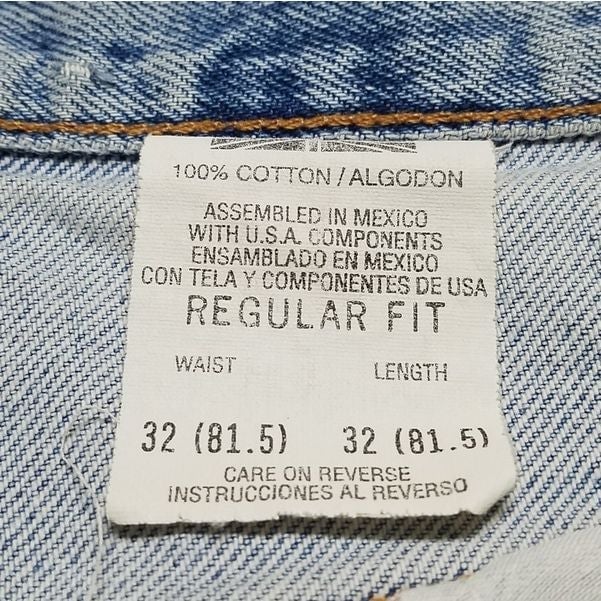 100% COTTON/ALGODON
ASSEMBLED IN MEXICO
WITH U.S.A. COMPONENTS
ENSAMBLADO EN MEXICO
CON TELA Y COMPONENTES DE USA
REGULAR FIT
WAIST LENGTH
32 (81.5) 32 (81.5)
CARE ON REVERSE
INSTRUCCIONES AL REVERSO